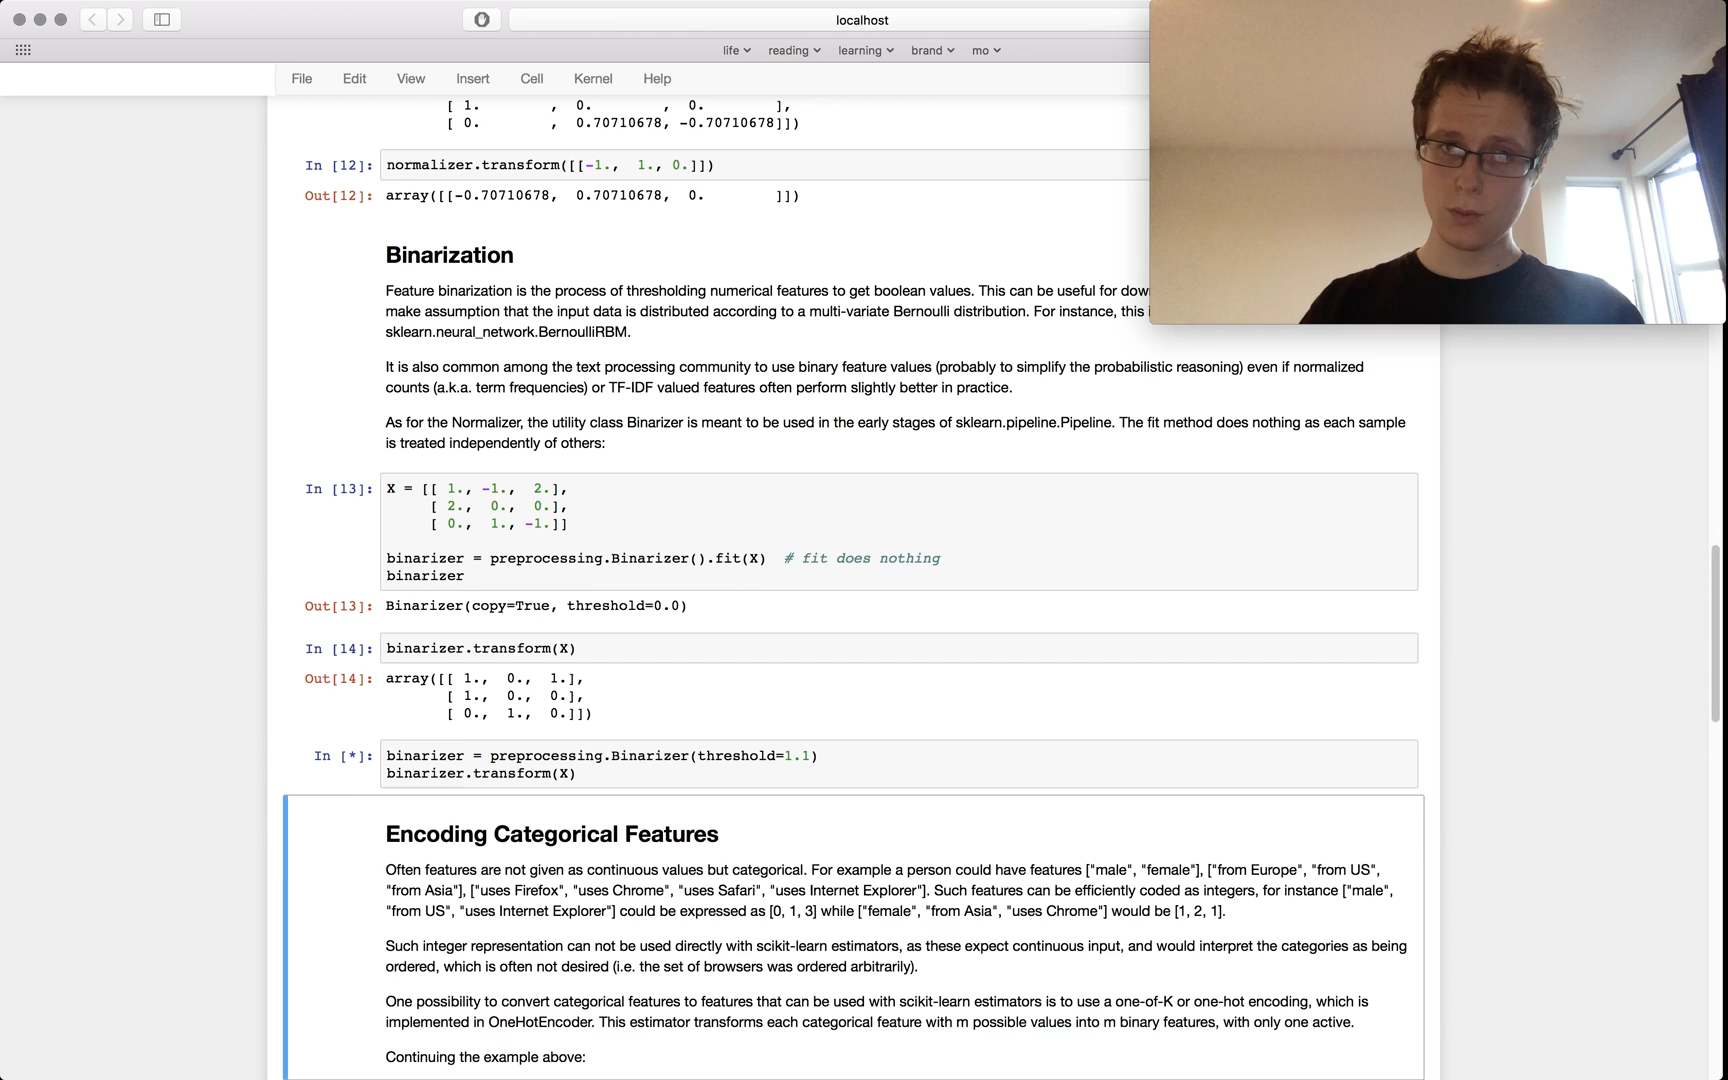 localhost
life reading learning brand mo
File Edit View Insert Cell Kernel Help
[ 1. , 0. , 0. ],
[ 0. , 0.70710678, -0.70710678]])
In [12]: normalizer.transform([[-1., 1., 0.]])
Out[12]: array([[-0.70710678, 0.70710678, 0. ]])
Binarization
Feature binarization is the process of thresholding numerical features to get boolean values. This can be useful for dow
make assumption that the input data is distributed according to a multi-variate Bernoulli distribution. For instance, this i
sklearn.neural_network.BernoulliRBM.
It is also common among the text processing community to use binary feature values (probably to simplify the probabilistic reasoning) even if normalized
counts (a.k.a. term frequencies) or TF-IDF valued features often perform slightly better in practice.
As for the Normalizer, the utility class Binarizer is meant to be used in the early stages of sklearn.pipeline.Pipeline. The fit method does nothing as each sample
is treated independently of others:
In [13]: X = [[ 1., -1., 2.],
[ 2., 0., 0.],
[ 0., 1., -1.]]
binarizer = preprocessing.Binarizer().fit(X) # fit does nothing
binarizer
Out[13]: Binarizer(copy=True, threshold=0.0)
In [14]: binarizer.transform(X)
Out[14]: array([[ 1., 0., 1.],
[ 1., 0., 0.],
[ 0., 1., 0.]])
In [*]: binarizer = preprocessing.Binarizer(threshold=1.1)
binarizer.transform(X)
Encoding Categorical Features
Often features are not given as continuous values but categorical. For example a person could have features ["male", "female"], ["from Europe", "from US",
"from Asia"], ["uses Firefox", "uses Chrome", "uses Safari", "uses Internet Explorer"]. Such features can be efficiently coded as integers, for instance ["male",
"from US", "uses Internet Explorer"] could be expressed as [0, 1, 3] while ["female", "from Asia", "uses Chrome"] would be [1, 2, 1].
Such integer representation can not be used directly with scikit-learn estimators, as these expect continuous input, and would interpret the categories as being
ordered, which is often not desired (i.e. the set of browsers was ordered arbitrarily).
One possibility to convert categorical features to features that can be used with scikit-learn estimators is to use a one-of-K or one-hot encoding, which is
implemented in OneHotEncoder. This estimator transforms each categorical feature with m possible values into m binary features, with only one active.
Continuing the example above: